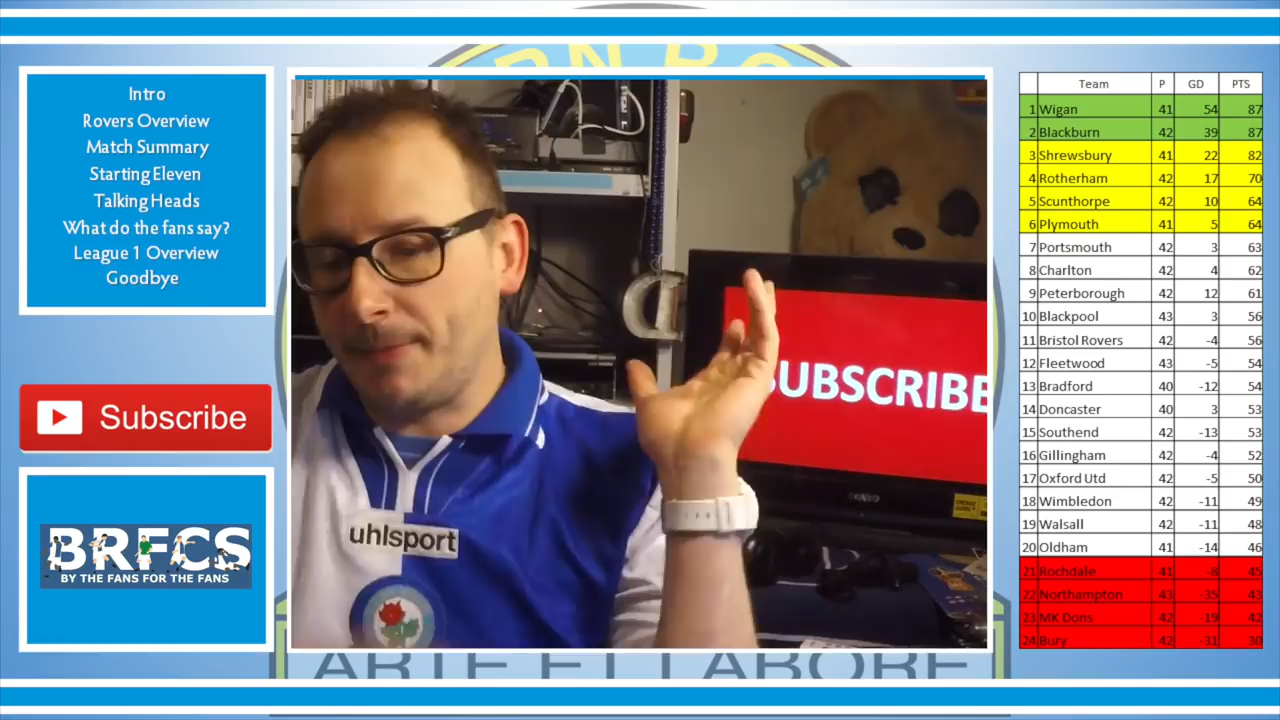 RN RO
Intro
Rovers Overview
Match Summary
Starting Eleven
Talking Heads
What do the fans say?
League 1 Overview
Goodbye
Subscribe
BRFCS
BY THE FANS FOR THE FANS
SUBSCRIBE
SANYO
uhlsport
ARTE ET LABORE
Team P GD PTS
1 Wigan 41 54 87
2 Blackburn 42 39 87
3 Shrewsbury 41 22 82
4 Rotherham 42 17 70
5 Scunthorpe 42 10 64
6 Plymouth 41 5 64
7 Portsmouth 42 3 63
8 Charlton 42 4 62
9 Peterborough 42 12 61
10 Blackpool 43 3 56
11 Bristol Rovers 42 -4 56
12 Fleetwood 43 -5 54
13 Bradford 40 -12 54
14 Doncaster 40 3 53
15 Southend 42 -13 53
16 Gillingham 42 -4 52
17 Oxford Utd 42 -5 50
18 Wimbledon 42 -11 49
19 Walsall 42 -11 48
20 Oldham 41 -14 46
21 Rochdale 41 -8 45
22 Northampton 43 -35 43
23 MK Dons 42 -19 42
24 Bury 42 -31 30